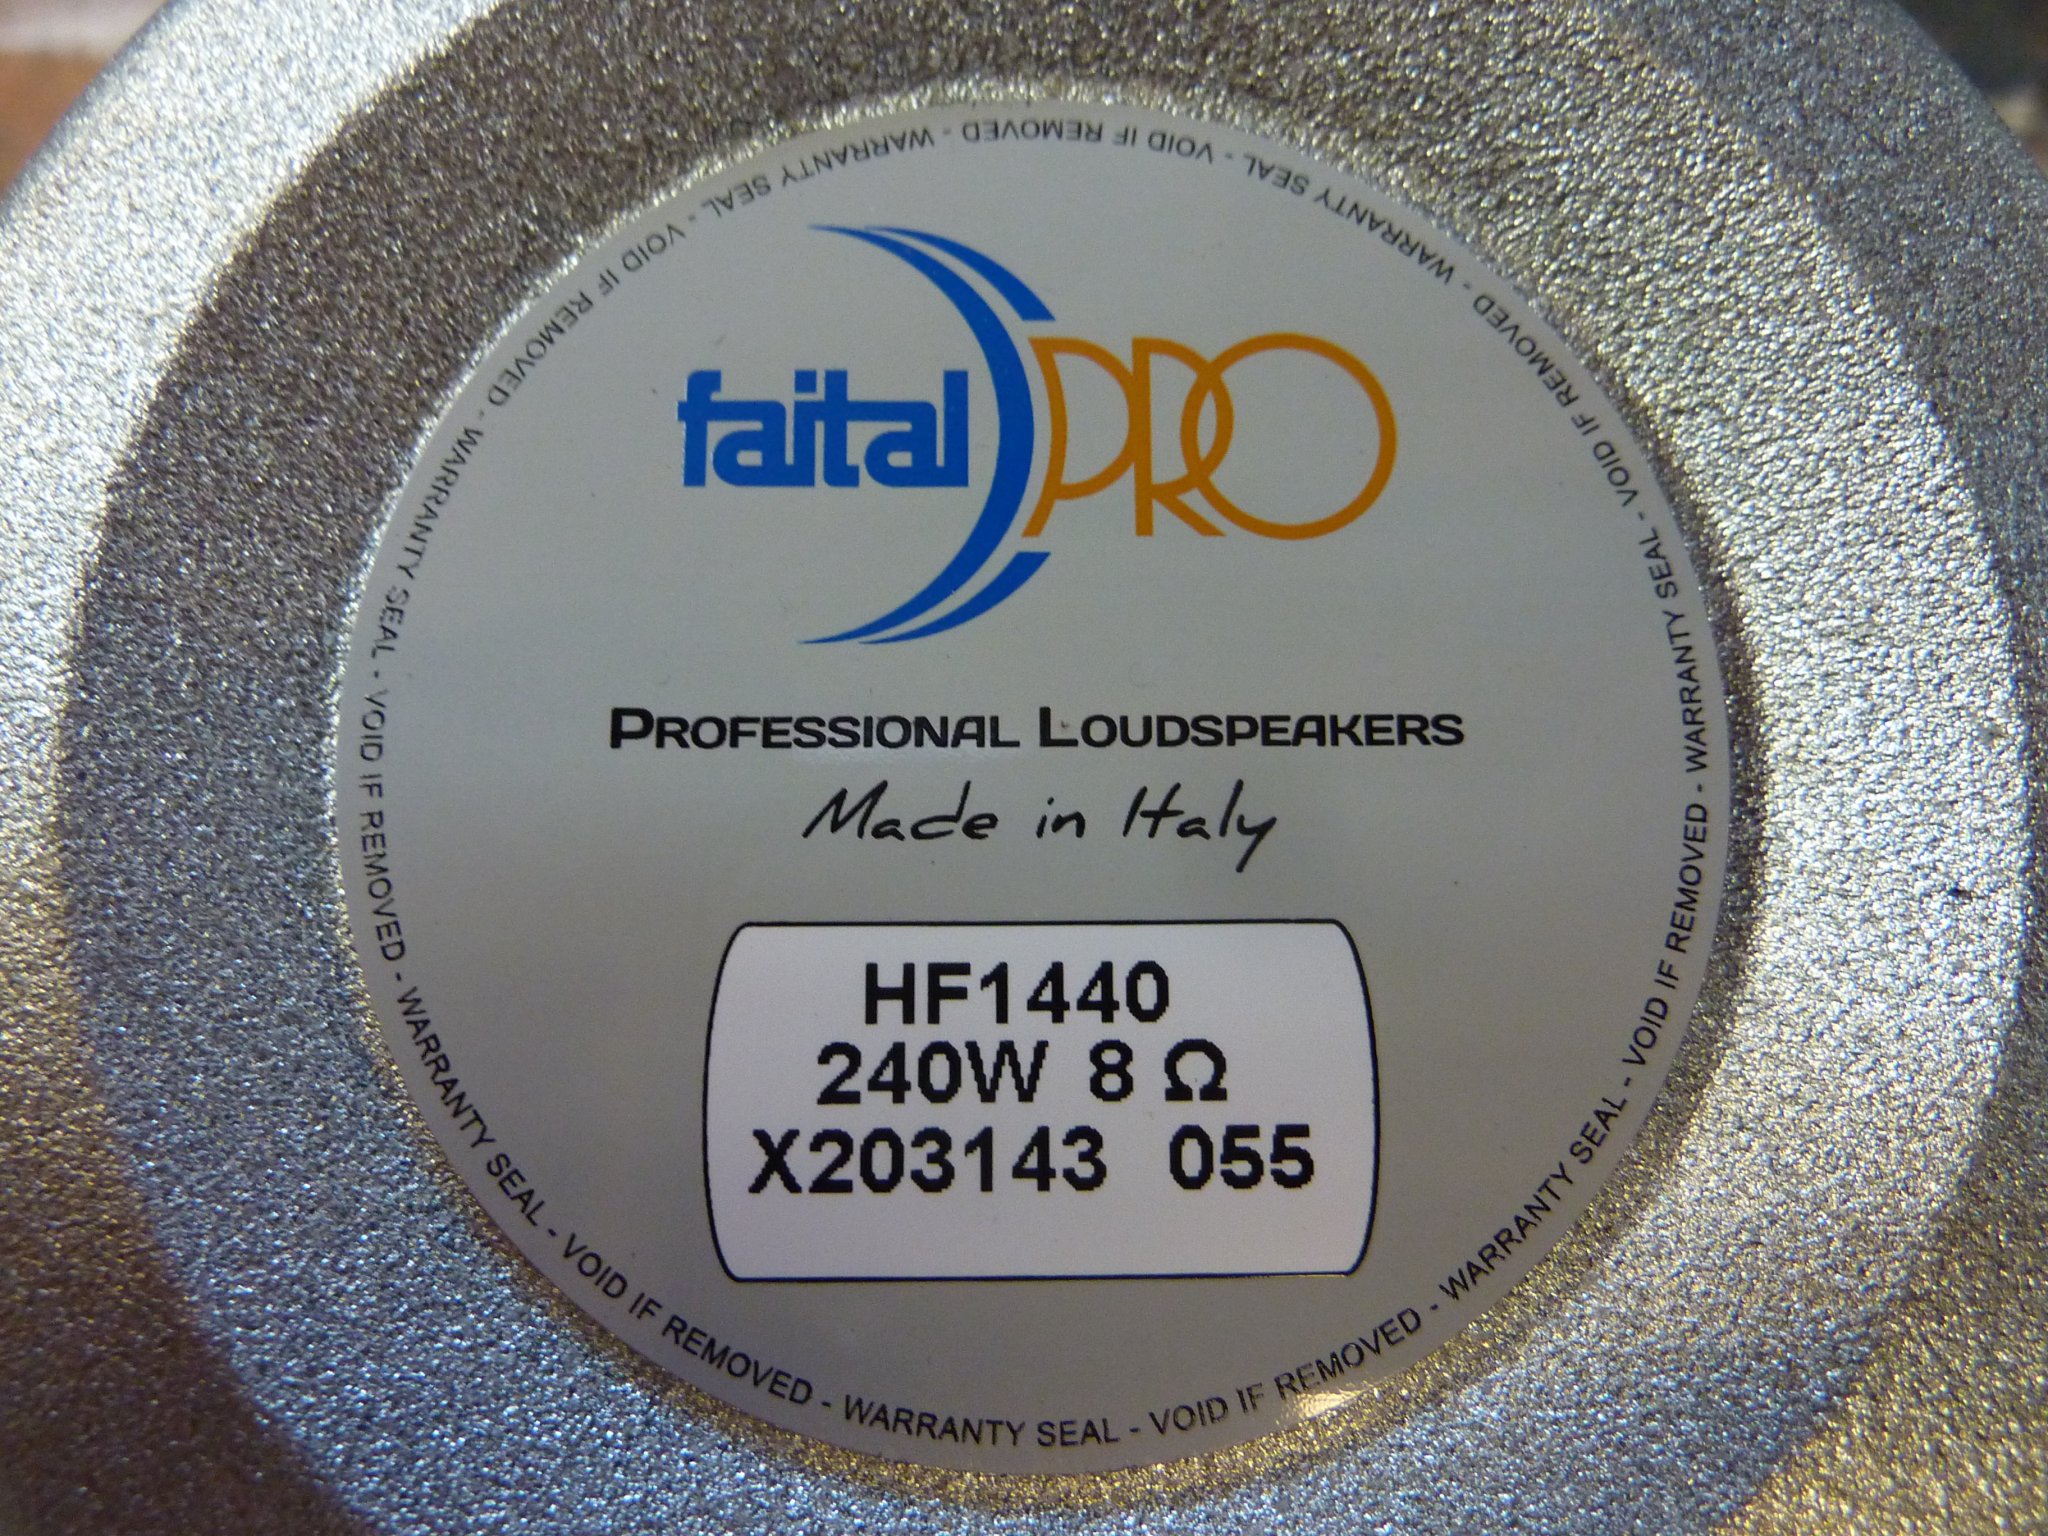 faital PRO
PROFESSIONAL LOUDSPEAKERS
Made in Italy
HF1440
240W 8 Ω
X203143 055
WARRANTY SEAL - VOID IF REMOVED - WARRANTY SEAL - VOID IF REMOVED - WARRANTY SEAL - VOID IF REMOVED - WARRANTY SEAL - VOID IF REMOVED - WARRANTY SEAL - VOID IF REMOVED - WARRANTY SEAL - VOID IF REMOVED - WARRANTY SEAL - VOID IF REMOVED - WARRANTY SEAL - VOID IF REMOVED -